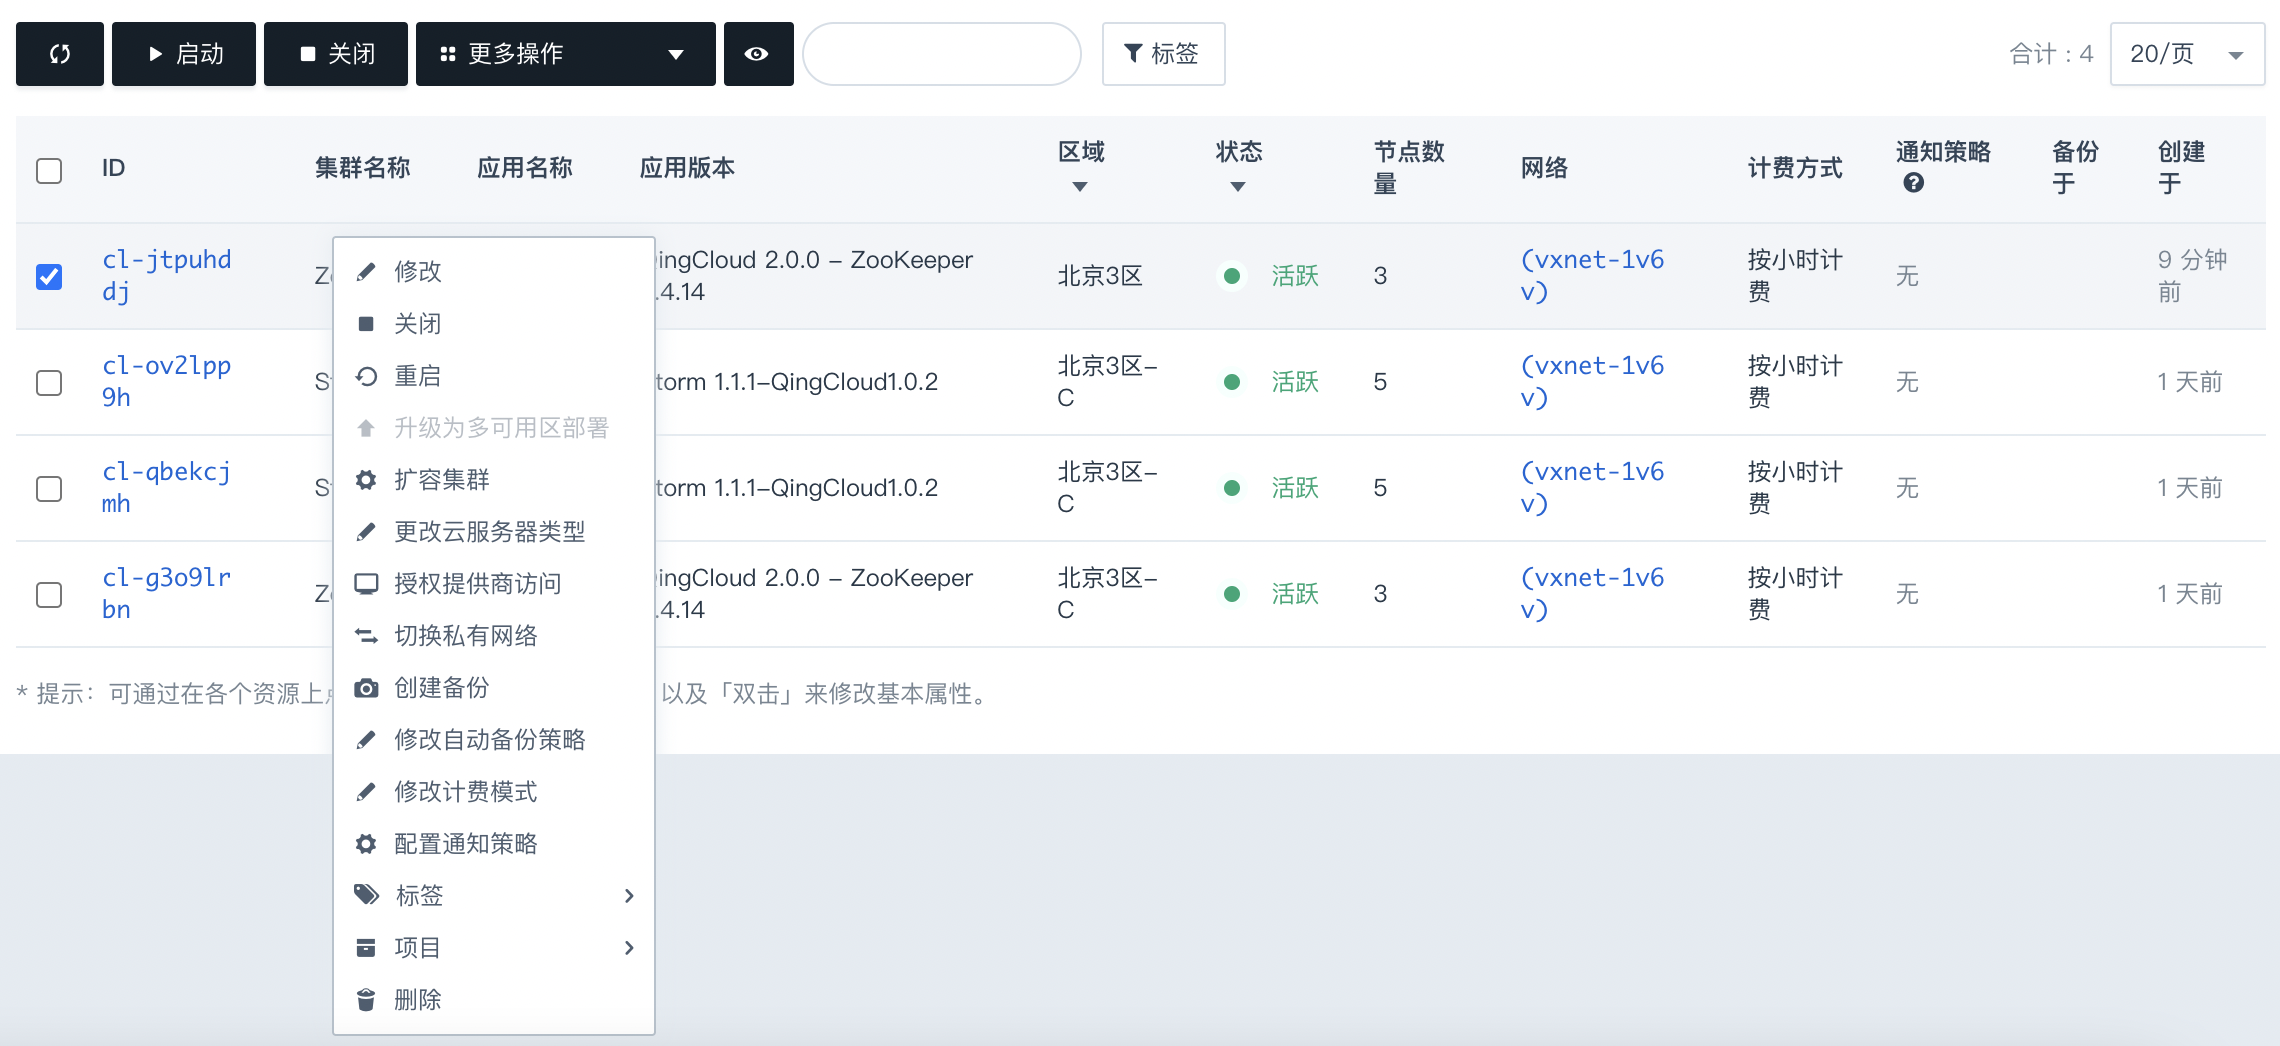 启动
关闭
更多操作
标签
合计 : 4
20/页
ID
集群名称
应用名称
应用版本
区域
状态
节点数
量
网络
计费方式
通知策略
备份
于
创建
于
cl-jtpuhd
dj
ingCloud 2.0.0 – ZooKeeper
.4.14
北京3区
活跃
3
(vxnet-1v6
v)
按小时计
费
无
9 分钟
前
cl-ov2lpp
9h
torm 1.1.1-QingCloud1.0.2
北京3区-
C
活跃
5
(vxnet-1v6
v)
按小时计
费
无
1 天前
cl-qbekcj
mh
torm 1.1.1-QingCloud1.0.2
北京3区-
C
活跃
5
(vxnet-1v6
v)
按小时计
费
无
1 天前
cl-g3o9lr
bn
ingCloud 2.0.0 – ZooKeeper
.4.14
北京3区-
C
活跃
3
(vxnet-1v6
v)
按小时计
费
无
1 天前
* 提示：可通过在各个资源上
以及「双击」来修改基本属性。
修改
关闭
重启
升级为多可用区部署
扩容集群
更改云服务器类型
授权提供商访问
切换私有网络
创建备份
修改自动备份策略
修改计费模式
配置通知策略
标签
项目
删除